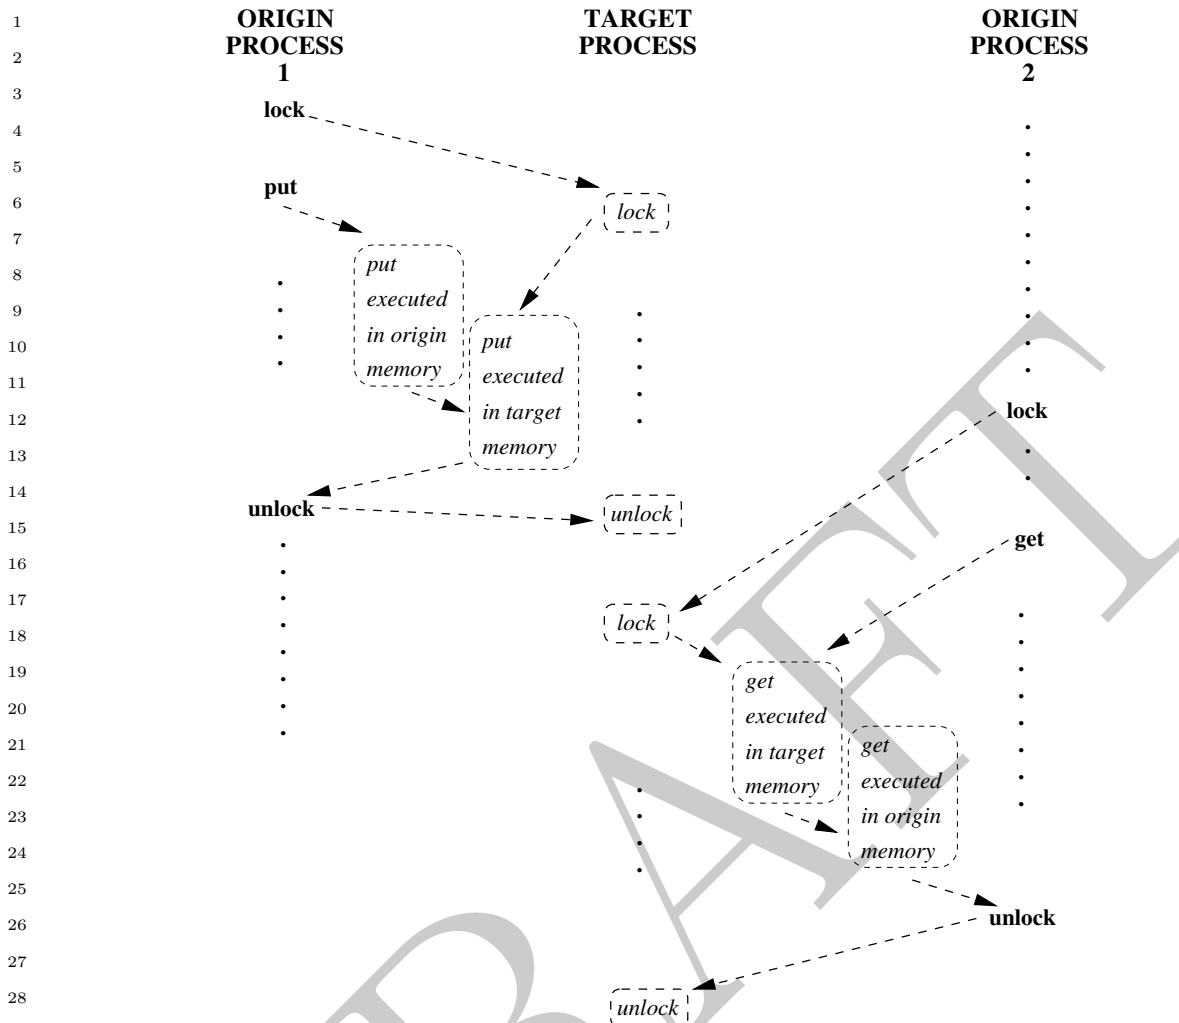 1
ORIGIN TARGET ORIGIN
PROCESS PROCESS PROCESS
2
1 2
3
lock
4
5
put
6
lock
7
put
8
executed
9
in origin
put
10
memory
executed
11
in target
lock
12
memory
13
14
unlock
unlock
15
get
16
17
lock
18
19
get
20
executed
21
in target
get
22
memory
executed
23
in origin
24
memory
25
26
unlock
27
28
unlock
DRAFT